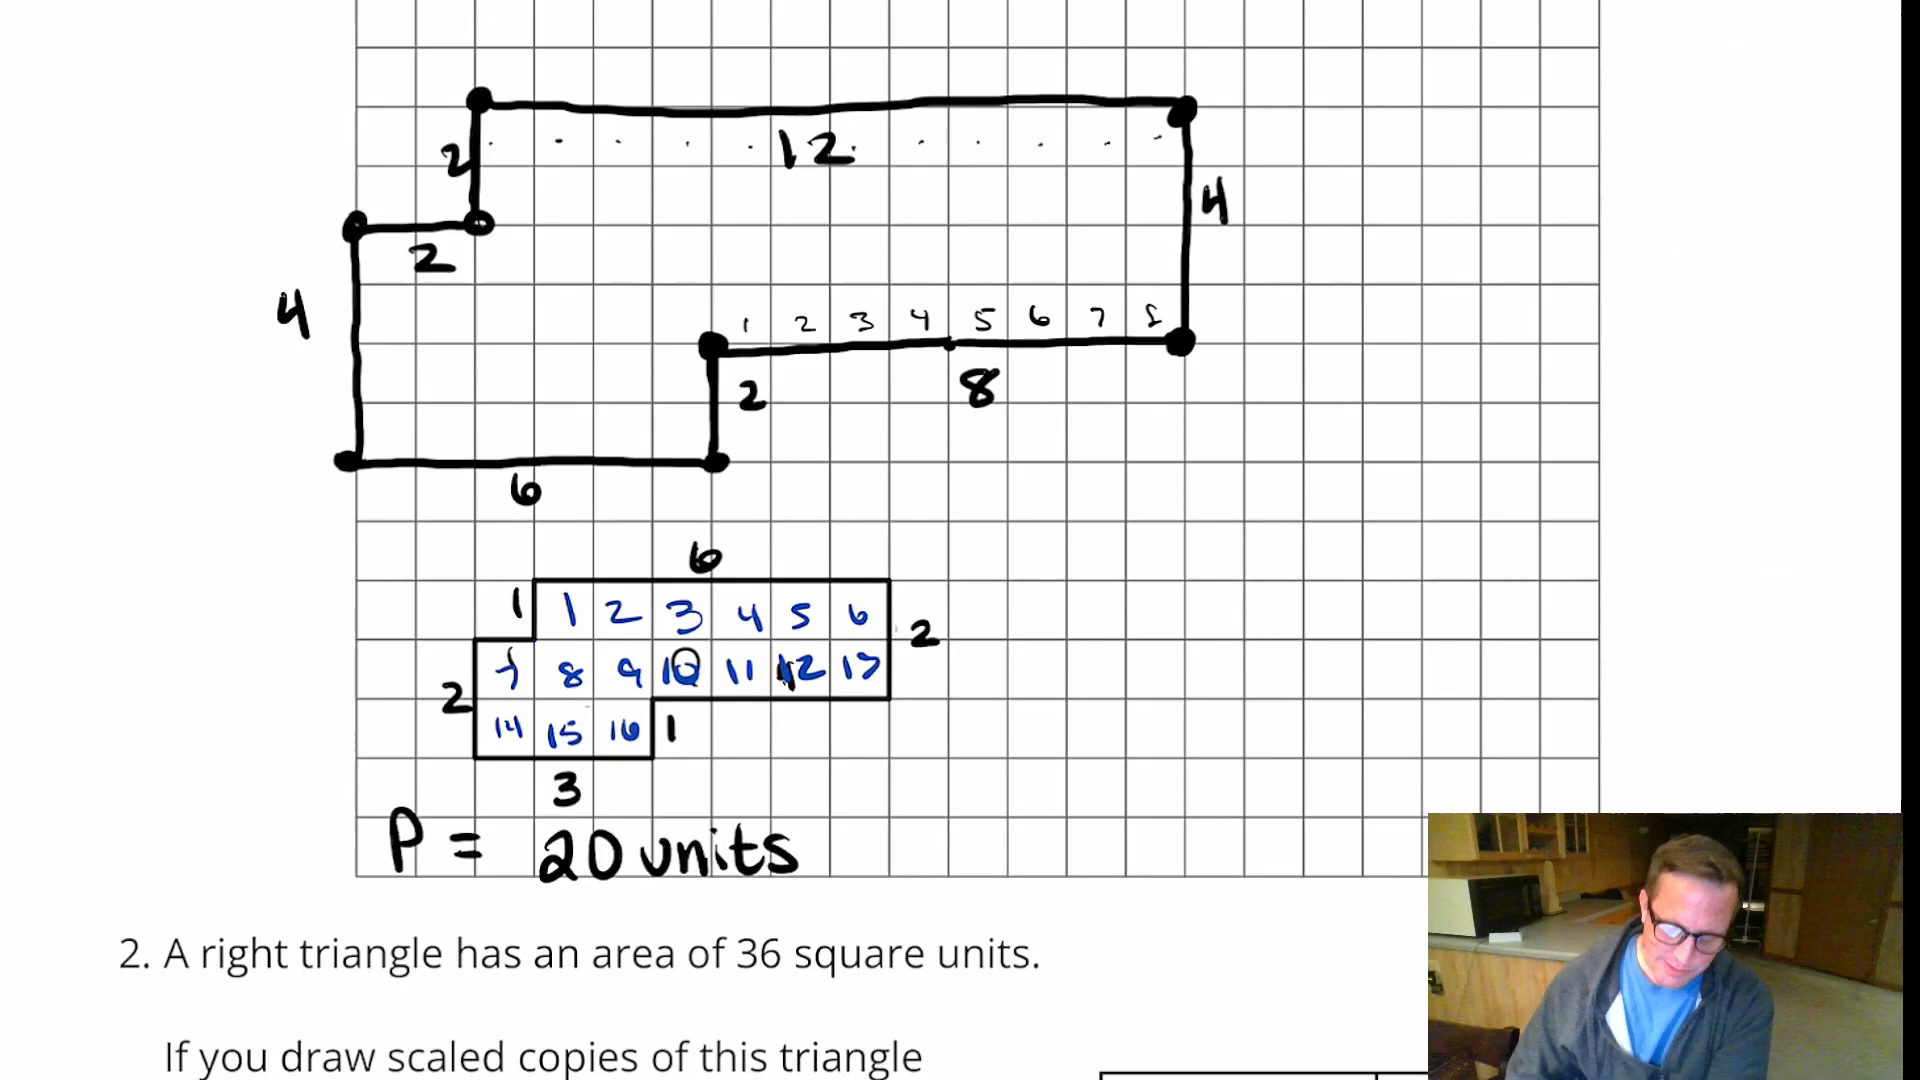 2
12
4
2
4
1 2 3 4 5 6 7 8
2
8
6
6
1
1 2 3 4 5 6
2
7 8 9 10 11 12 13
2
14 15 16
1
3
P = 20 units
2. A right triangle has an area of 36 square units.
If you draw scaled copies of this triangle